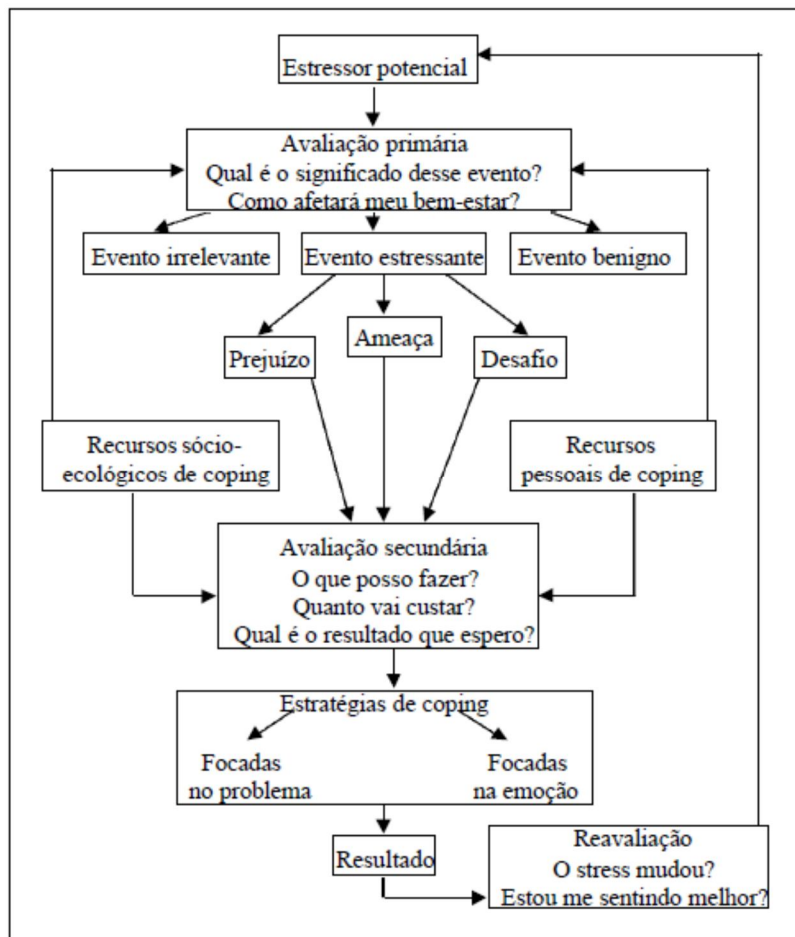 Estressor potencial
Avaliação primária
Qual é o significado desse evento?
Como afetará meu bem-estar?
Evento irrelevante
Evento estressante
Evento benigno
Prejuízo
Ameaça
Desafio
Recursos sócio-
ecológicos de coping
Recursos
pessoais de coping
Avaliação secundária
O que posso fazer?
Quanto vai custar?
Qual é o resultado que espero?
Estratégias de coping
Focadas
no problema
Focadas
na emoção
Resultado
Reavaliação
O stress mudou?
Estou me sentindo melhor?